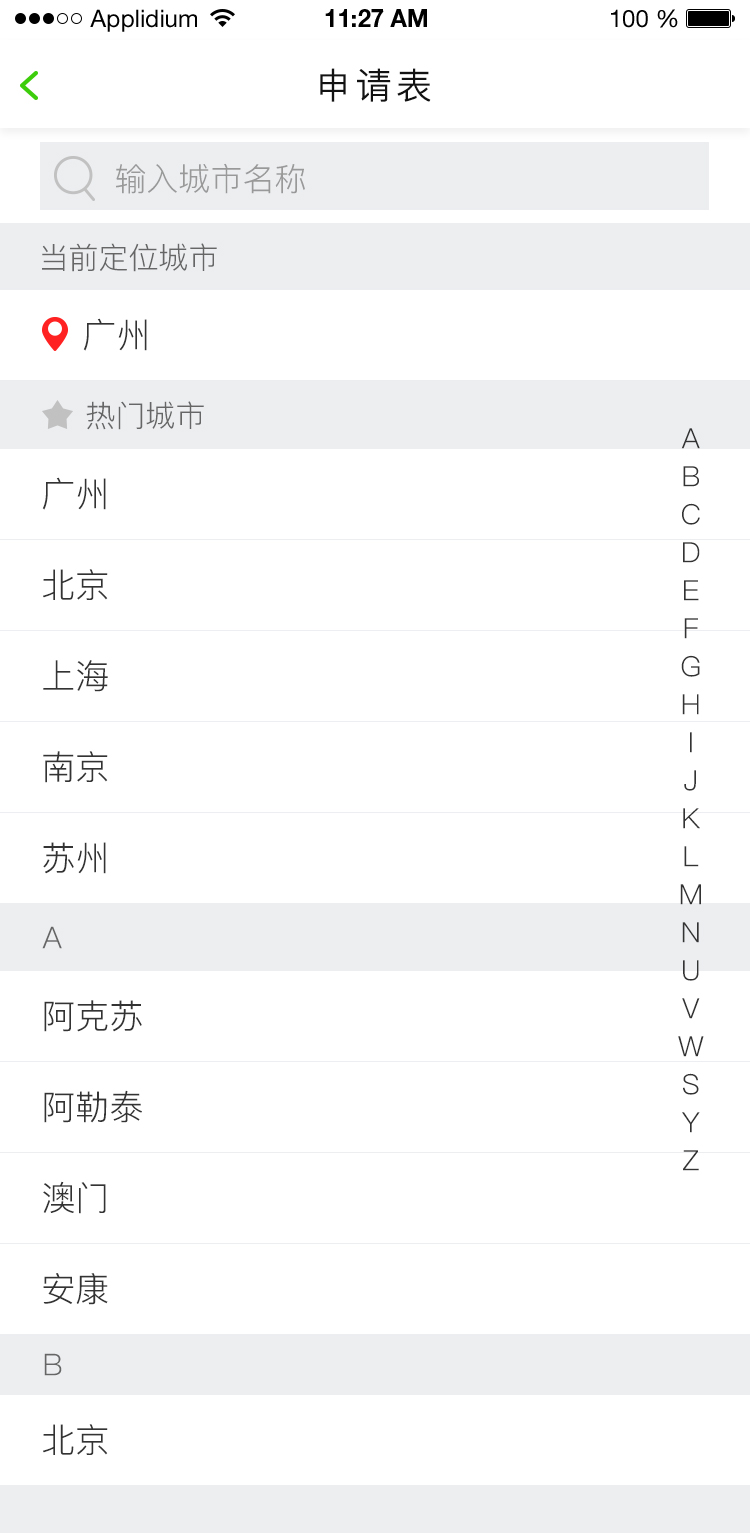 Applidium 11:27 AM 100 %
申请表
输入城市名称
当前定位城市
广州
热门城市
广州
北京
上海
南京
苏州
A
阿克苏
阿勒泰
澳门
安康
B
北京
A
B
C
D
E
F
G
H
I
J
K
L
M
N
U
V
W
S
Y
Z